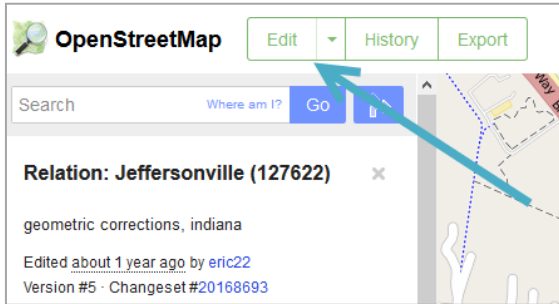 OpenStreetMap Edit History Export
Search Where am I? Go
Relation: Jeffersonville (127622) ×
geometric corrections, indiana
Edited about 1 year ago by eric22
Version #5 · Changeset #20168693
Way